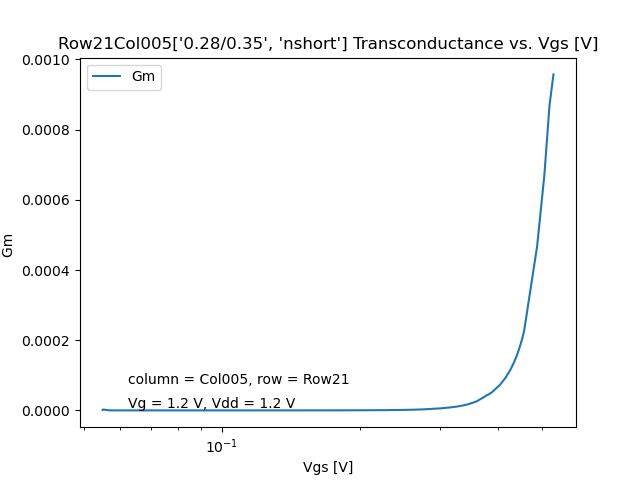 Row21Col005['0.28/0.35', 'nshort'] Transconductance vs. Vgs [V]
Gm
0.0010
0.0008
0.0006
0.0004
0.0002
0.0000
Gm
column = Col005, row = Row21
Vg = 1.2 V, Vdd = 1.2 V
10⁻¹
Vgs [V]